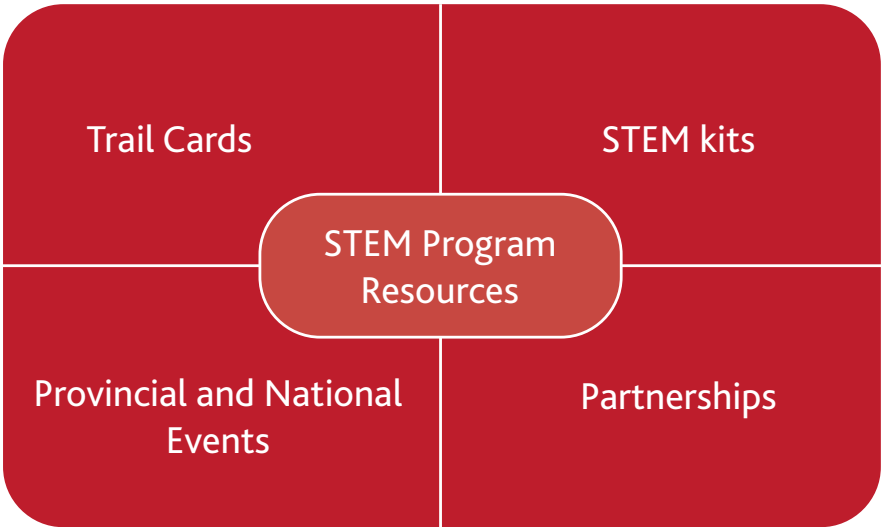 Trail Cards
STEM kits
STEM Program
Resources
Provincial and National
Events
Partnerships